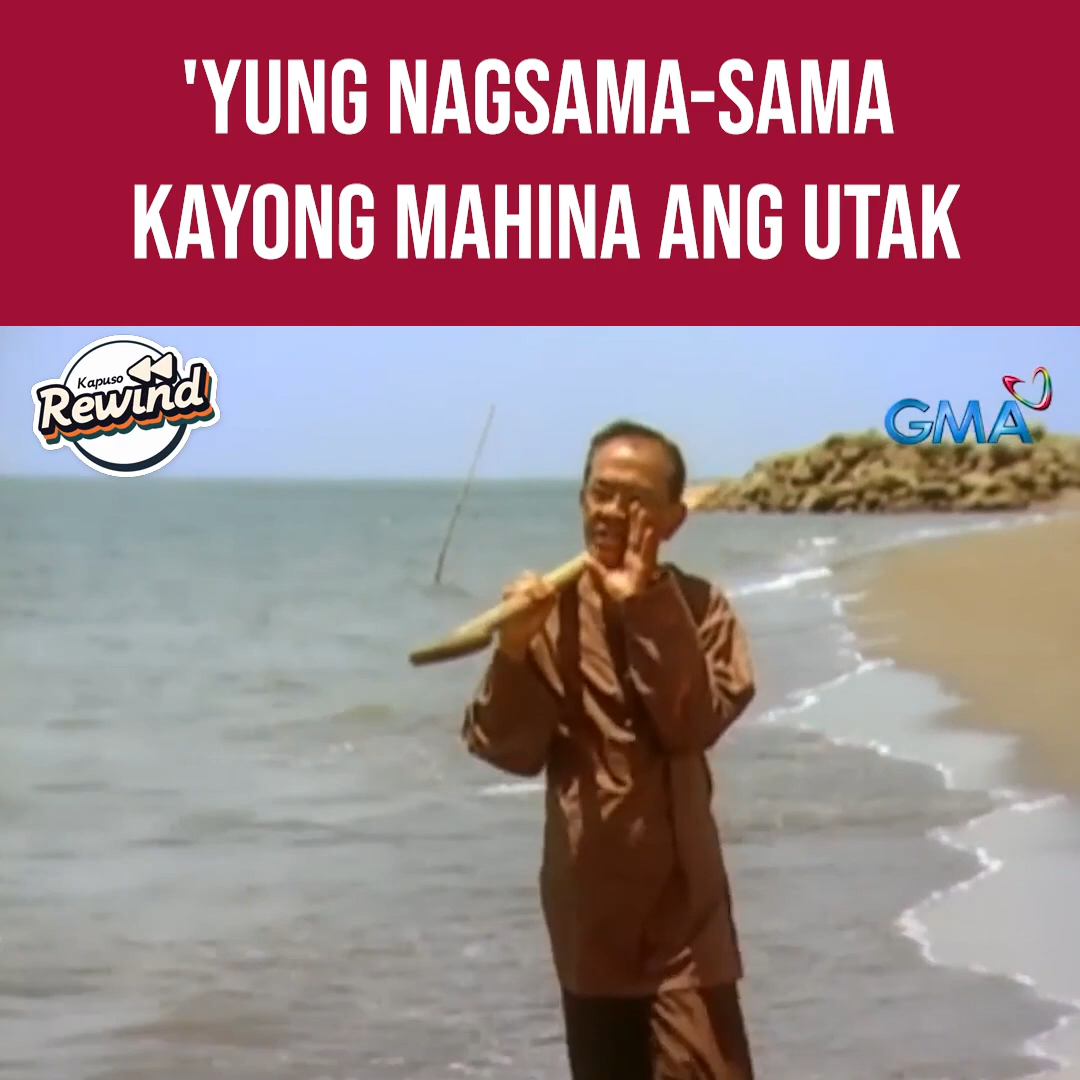 'YUNG NAGSAMA-SAMA
KAYONG MAHINA ANG UTAK
Kapuso
Rewind
GMA